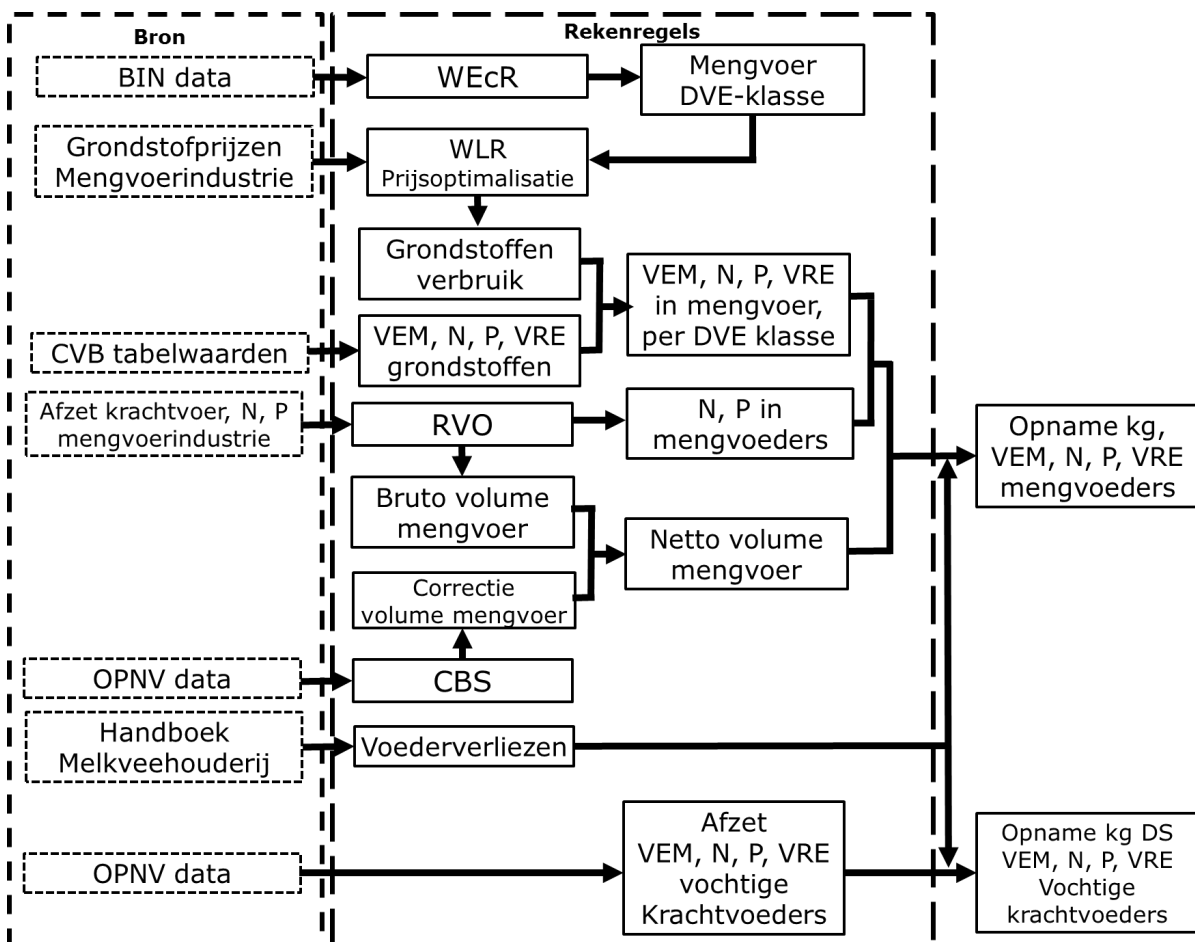 Bron
Rekenregels
BIN data
WEcR
Mengvoer
DVE-klasse
Grondstofprijzen
Mengvoerindustrie
WLR
Prijsoptimalisatie
Grondstoffen
verbruik
VEM, N, P, VRE
in mengvoer,
per DVE klasse
CVB tabelwaarden
VEM, N, P, VRE
grondstoffen
Afzet krachtvoer, N, P
mengvoerindustrie
RVO
N, P in
mengvoeders
Opname kg,
VEM, N, P, VRE
mengvoeders
Bruto volume
mengvoer
Netto volume
mengvoer
Correctie
volume mengvoer
OPNV data
CBS
Handboek
Melkveehouderij
Voederverliezen
OPNV data
Afzet
VEM, N, P, VRE
vochtige
Krachtvoeders
Opname kg DS
VEM, N, P, VRE
Vochtige
krachtvoeders